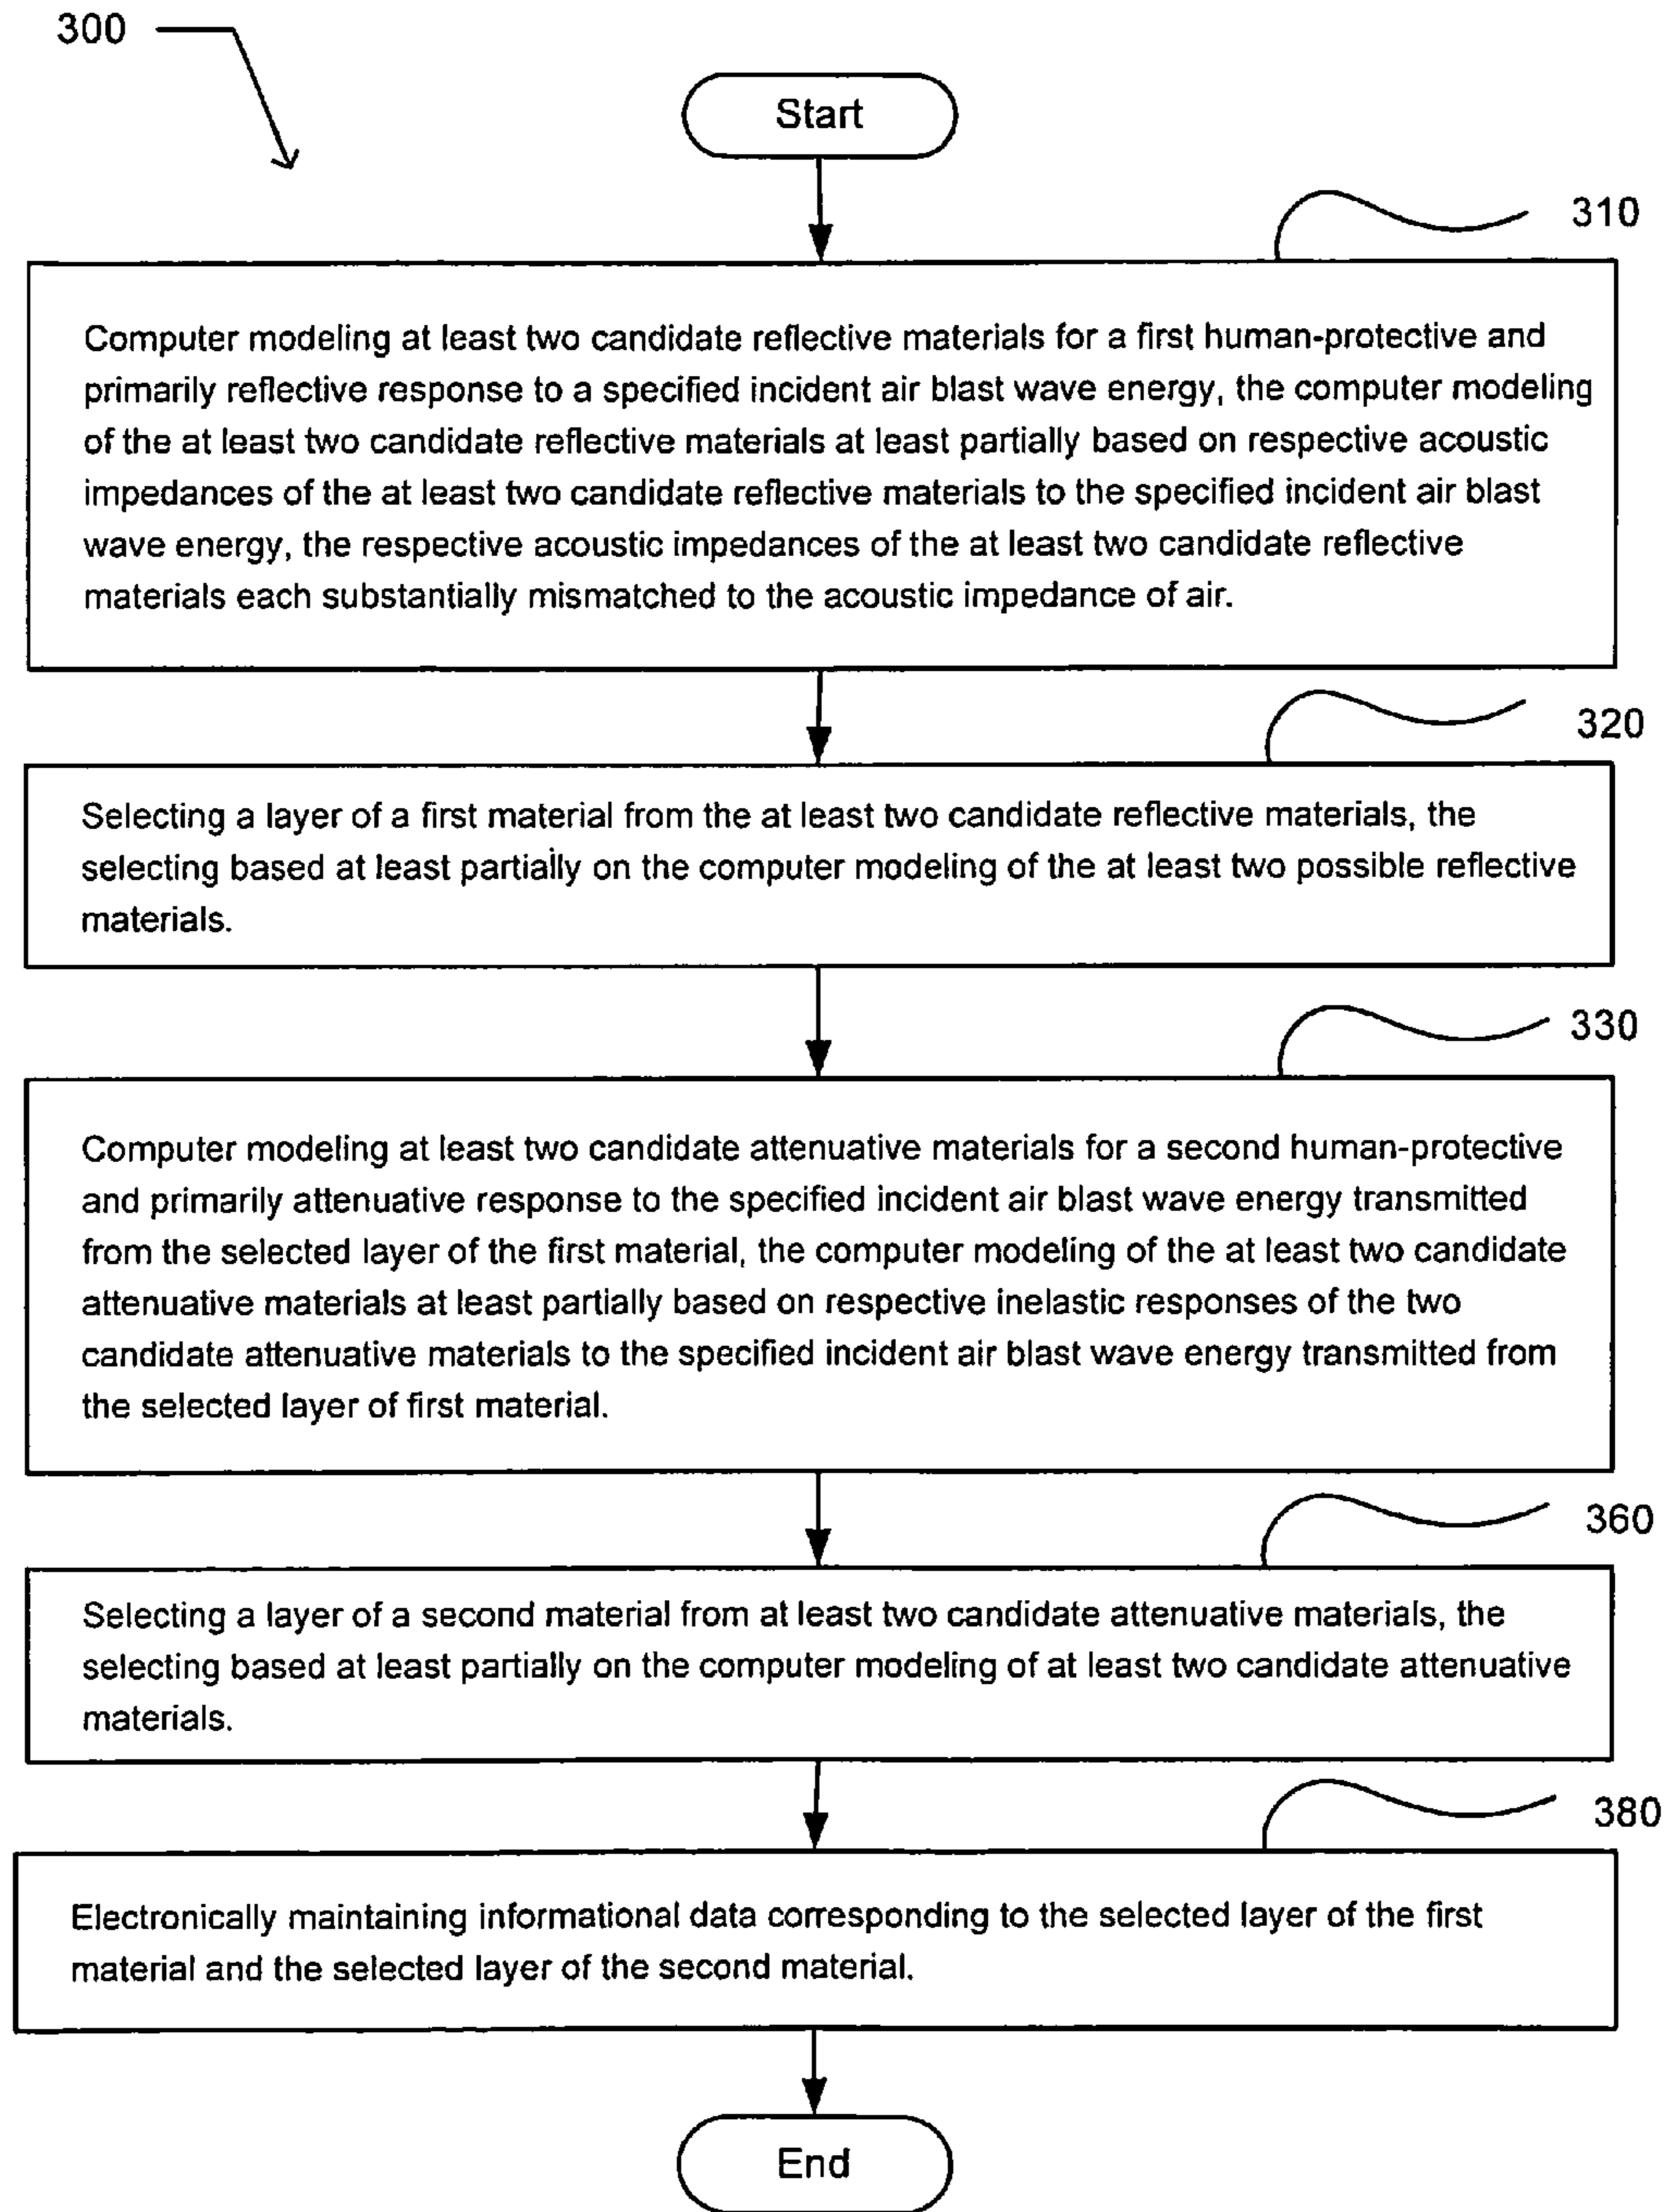 300
Start
310
Computer modeling at least two candidate reflective materials for a first human-protective and
primarily reflective response to a specified incident air blast wave energy, the computer modeling
of the at least two candidate reflective materials at least partially based on respective acoustic
impedances of the at least two candidate reflective materials to the specified incident air blast
wave energy, the respective acoustic impedances of the at least two candidate reflective
materials each substantially mismatched to the acoustic impedance of air.
320
Selecting a layer of a first material from the at least two candidate reflective materials, the
selecting based at least partially on the computer modeling of the at least two possible reflective
materials.
330
Computer modeling at least two candidate attenuative materials for a second human-protective
and primarily attenuative response to the specified incident air blast wave energy transmitted
from the selected layer of the first material, the computer modeling of the at least two candidate
attenuative materials at least partially based on respective inelastic responses of the two
candidate attenuative materials to the specified incident air blast wave energy transmitted from
the selected layer of first material.
360
Selecting a layer of a second material from at least two candidate attenuative materials, the
selecting based at least partially on the computer modeling of at least two candidate attenuative
materials.
380
Electronically maintaining informational data corresponding to the selected layer of the first
material and the selected layer of the second material.
End